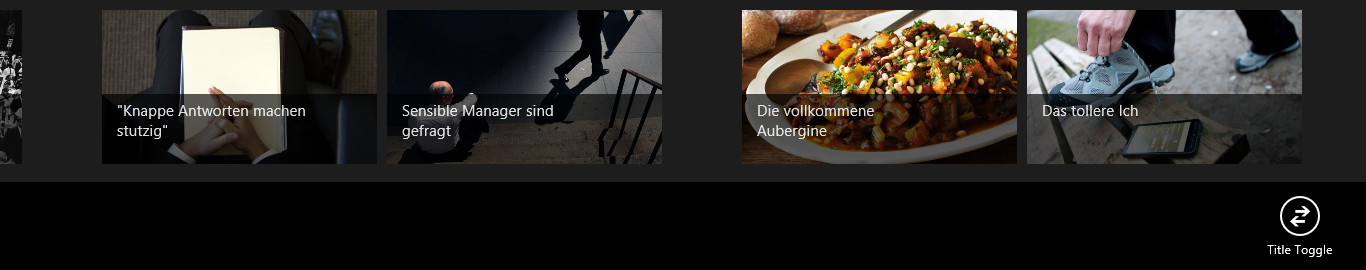 "Knappe Antworten machen
stutzig"
Sensible Manager sind
gefragt
Die vollkommene
Aubergine
Das tollere Ich
Title Toggle